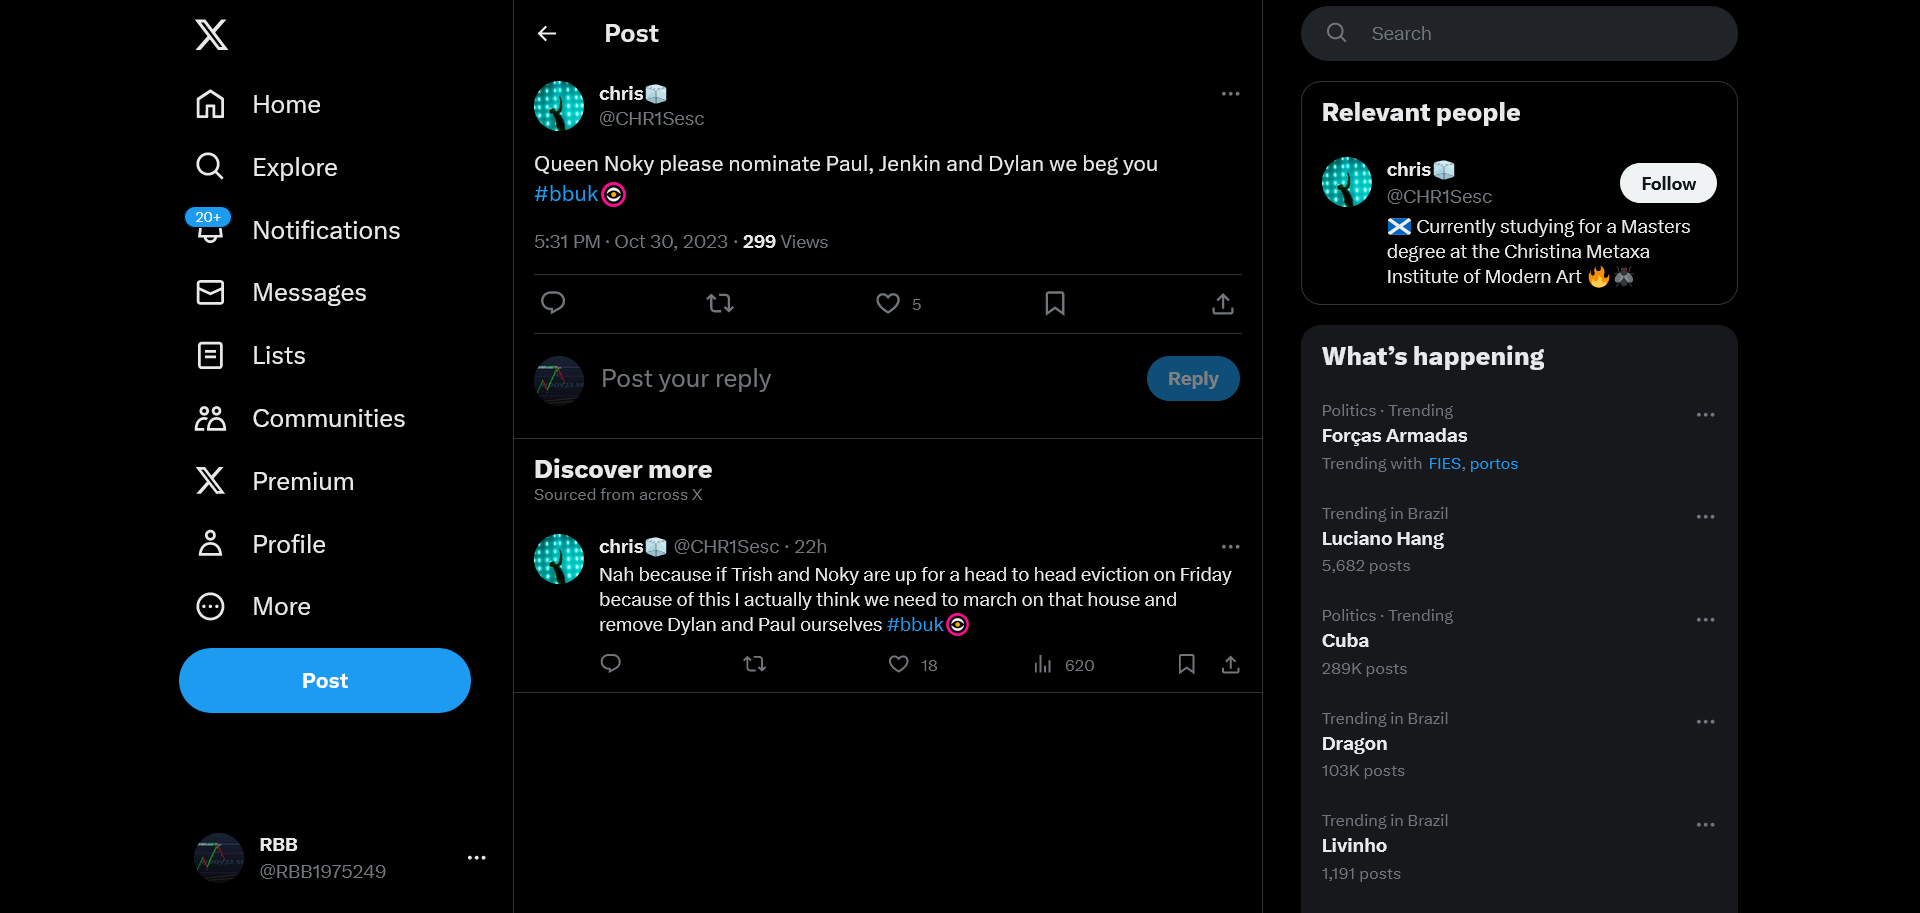 Home
Explore
20+
Notifications
Messages
Lists
Communities
Premium
Profile
More
Post
RBB
@RBB1975249
Post
chris🧊
@CHR1Sesc
Queen Noky please nominate Paul, Jenkin and Dylan we beg you
#bbuk
5:31 PM · Oct 30, 2023 · 299 Views
5
Post your reply
Reply
Discover more
Sourced from across X
chris🧊 @CHR1Sesc · 22h
Nah because if Trish and Noky are up for a head to head eviction on Friday
because of this I actually think we need to march on that house and
remove Dylan and Paul ourselves #bbuk
18
620
Search
Relevant people
chris🧊
@CHR1Sesc
Follow
🏴󠁧󠁢󠁳󠁣󠁴󠁿 Currently studying for a Masters
degree at the Christina Metaxa
Institute of Modern Art 🔥🪰
What's happening
Politics · Trending
Forças Armadas
Trending with FIES, portos
Trending in Brazil
Luciano Hang
5,682 posts
Politics · Trending
Cuba
289K posts
Trending in Brazil
Dragon
103K posts
Trending in Brazil
Livinho
1,191 posts